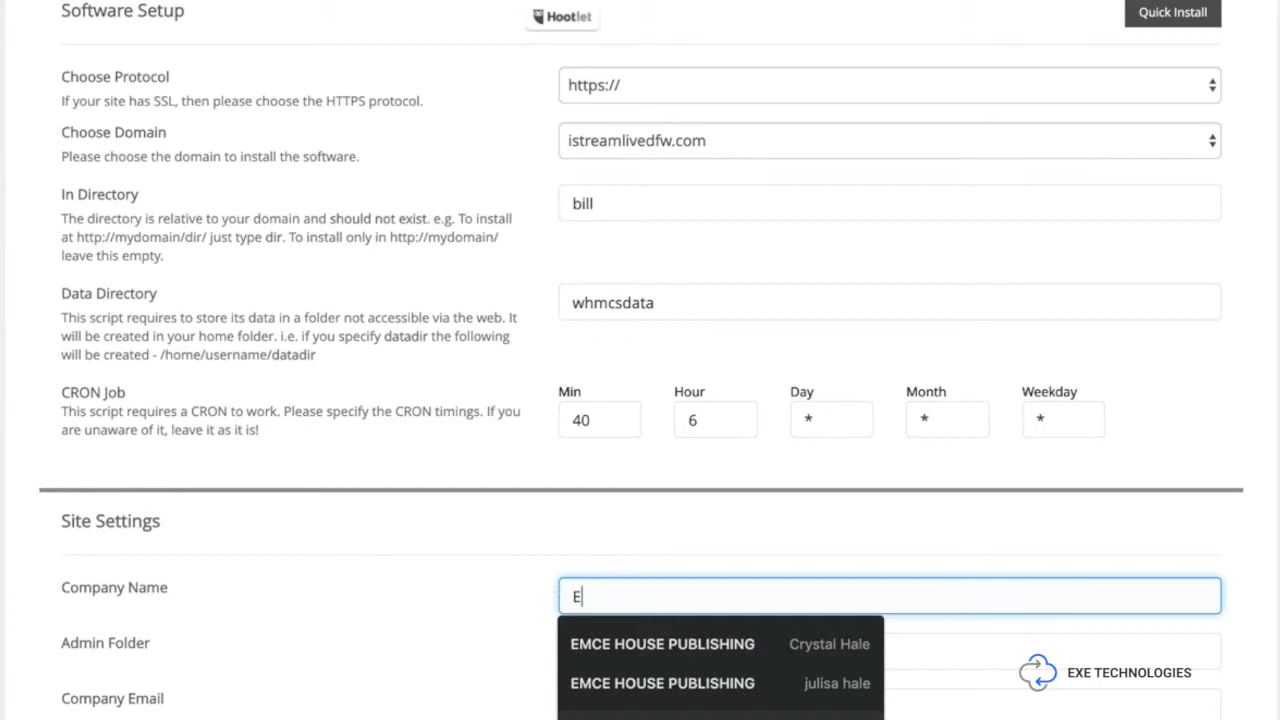 Software Setup
Hootlet
Quick Install
Choose Protocol
If your site has SSL, then please choose the HTTPS protocol.
https://
Choose Domain
Please choose the domain to install the software.
istreamlivedfw.com
In Directory
The directory is relative to your domain and should not exist. e.g. To install
at http://mydomain/dir/ just type dir. To install only in http://mydomain/
leave this empty.
bill
Data Directory
This script requires to store its data in a folder not accessible via the web. It
will be created in your home folder. i.e. if you specify datadir the following
will be created - /home/username/datadir
whmcsdata
CRON Job
This script requires a CRON to work. Please specify the CRON timings. If you
are unaware of it, leave it as it is!
Min Hour Day Month Weekday
40 6 * * *
Site Settings
Company Name
E
EMCE HOUSE PUBLISHING Crystal Hale
EMCE HOUSE PUBLISHING julisa hale
Admin Folder
Company Email
EXE TECHNOLOGIES